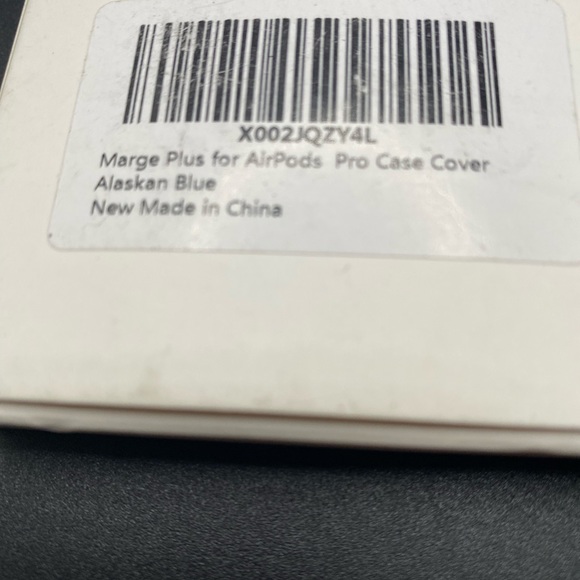 X002JQZY4L
Marge Plus for AirPods Pro Case Cover
Alaskan Blue
New Made in China